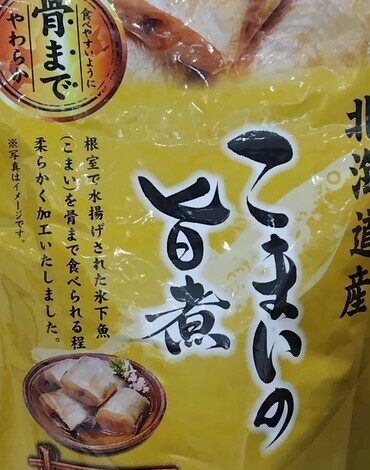 食べやすいように
骨まで
やわらか
北海道産
こまいの
旨煮
根室で水揚げされた氷下魚
(こまい)を骨まで食べられる程
柔らかく加工いたしました。
※写真はイメージです。